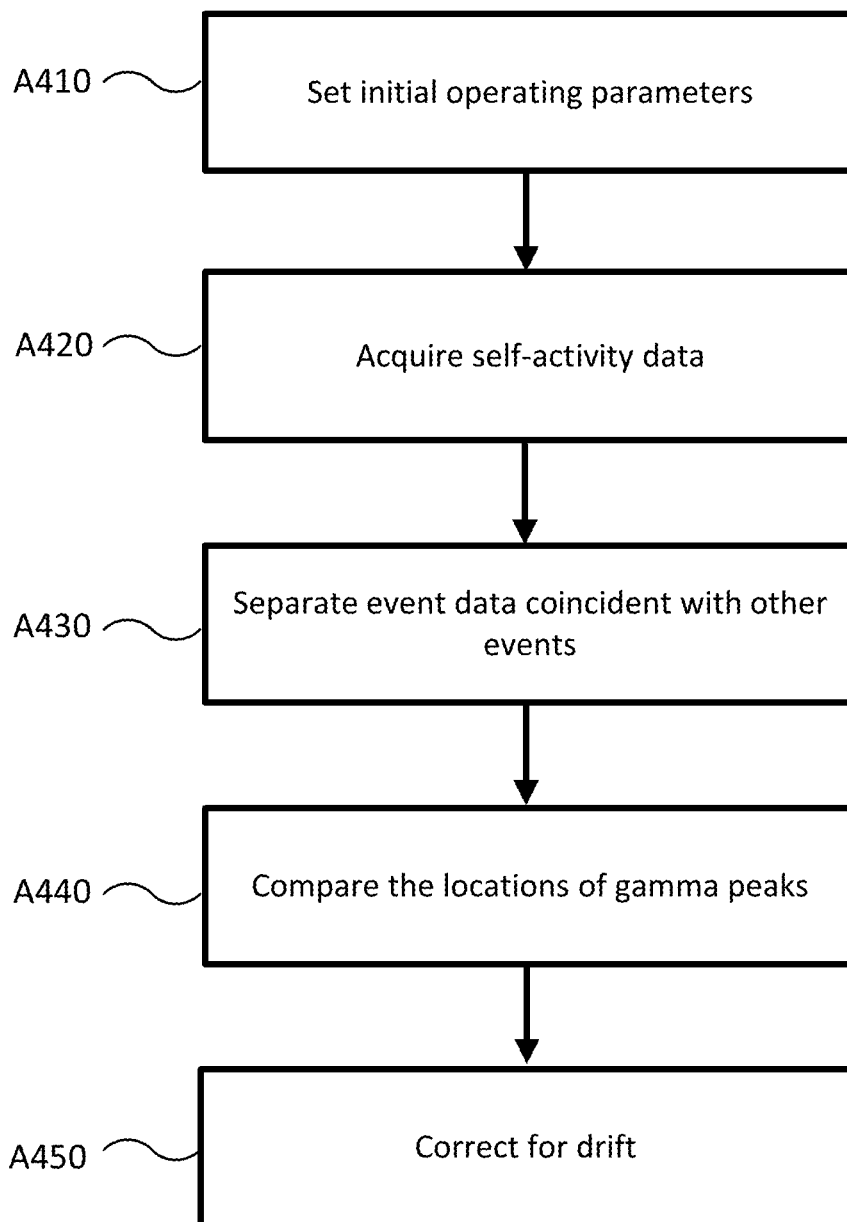 A410
Set initial operating parameters
A420
Acquire self-activity data
A430
Separate event data coincident with other
events
A440
Compare the locations of gamma peaks
A450
Correct for drift